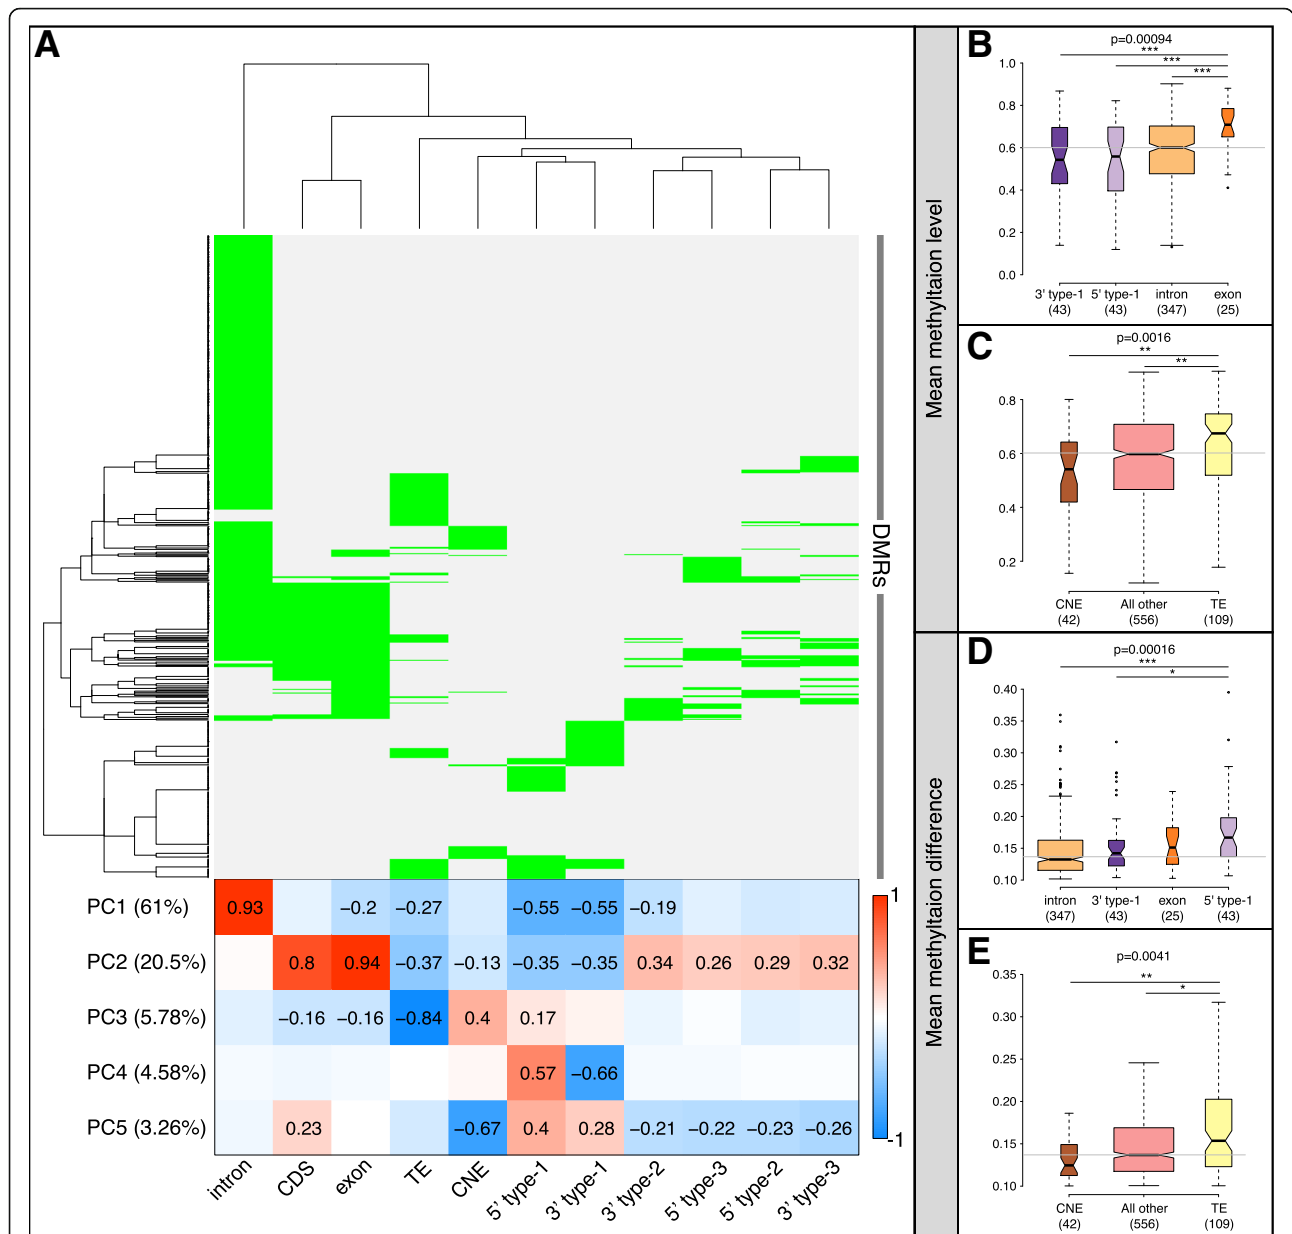 A
DMRs
PC1 (61%) 0.93 −0.2 −0.27 −0.55 −0.55 −0.19
PC2 (20.5%) 0.8 0.94 −0.37 −0.13 −0.35 −0.35 0.34 0.26 0.29 0.32
PC3 (5.78%) −0.16 −0.16 −0.84 0.4 0.17
PC4 (4.58%) 0.57 −0.66
PC5 (3.26%) 0.23 −0.67 0.4 0.28 −0.21 −0.22 −0.23 −0.26
1
-1
intron CDS exon TE CNE 5' type-1 3' type-1 3' type-2 5' type-3 5' type-2 3' type-3
Mean methyltaion level
Mean methyltaion difference
B
p=0.00094
***
***
***
1.0
0.8
0.6
0.4
0.2
0.0
3' type-1 5' type-1 intron exon
(43) (43) (347) (25)
C
p=0.0016
**
**
0.8
0.6
0.4
0.2
CNE All other TE
(42) (556) (109)
D
p=0.00016
***
*
0.40
0.35
0.30
0.25
0.20
0.15
0.10
intron 3' type-1 exon 5' type-1
(347) (43) (25) (43)
E
p=0.0041
**
*
0.35
0.30
0.25
0.20
0.15
0.10
CNE All other TE
(42) (556) (109)